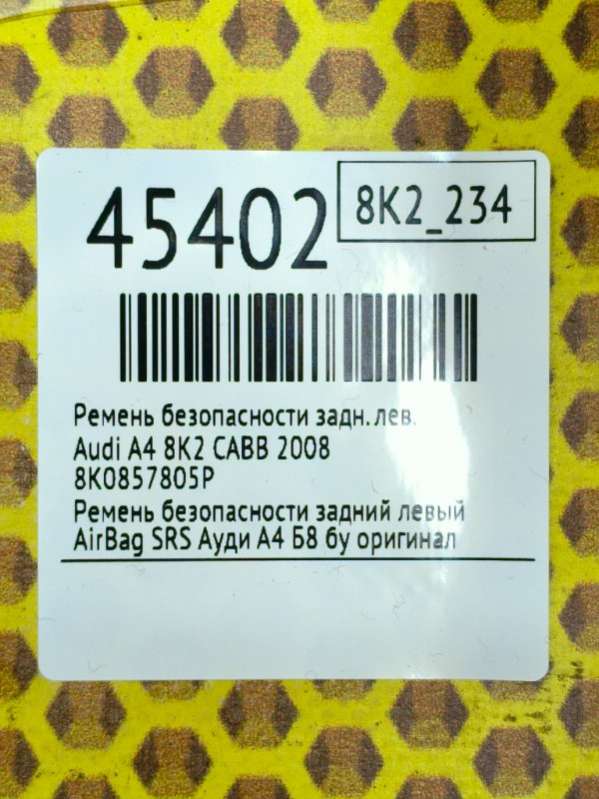 45402
8K2_234
Ремень безопасности задн. лев.
Audi A4 8K2 CABB 2008
8K0857805P
Ремень безопасности задний левый
AirBag SRS Ауди А4 Б8 бу оригинал